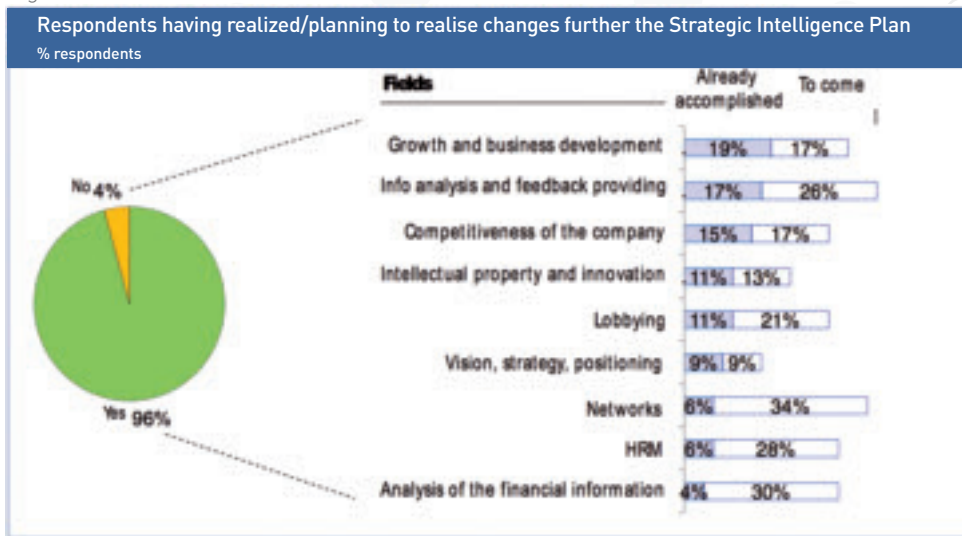 Respondents having realized/planning to realise changes further the Strategic Intelligence Plan
% respondents
Fields
Already accomplished
To come
No 4%
Yes 96%
Growth and business development 19% 17%
Info analysis and feedback providing 17% 26%
Competitiveness of the company 15% 17%
Intellectual property and innovation 11% 13%
Lobbying 11% 21%
Vision, strategy, positioning 9% 9%
Networks 6% 34%
HRM 6% 28%
Analysis of the financial information 4% 30%